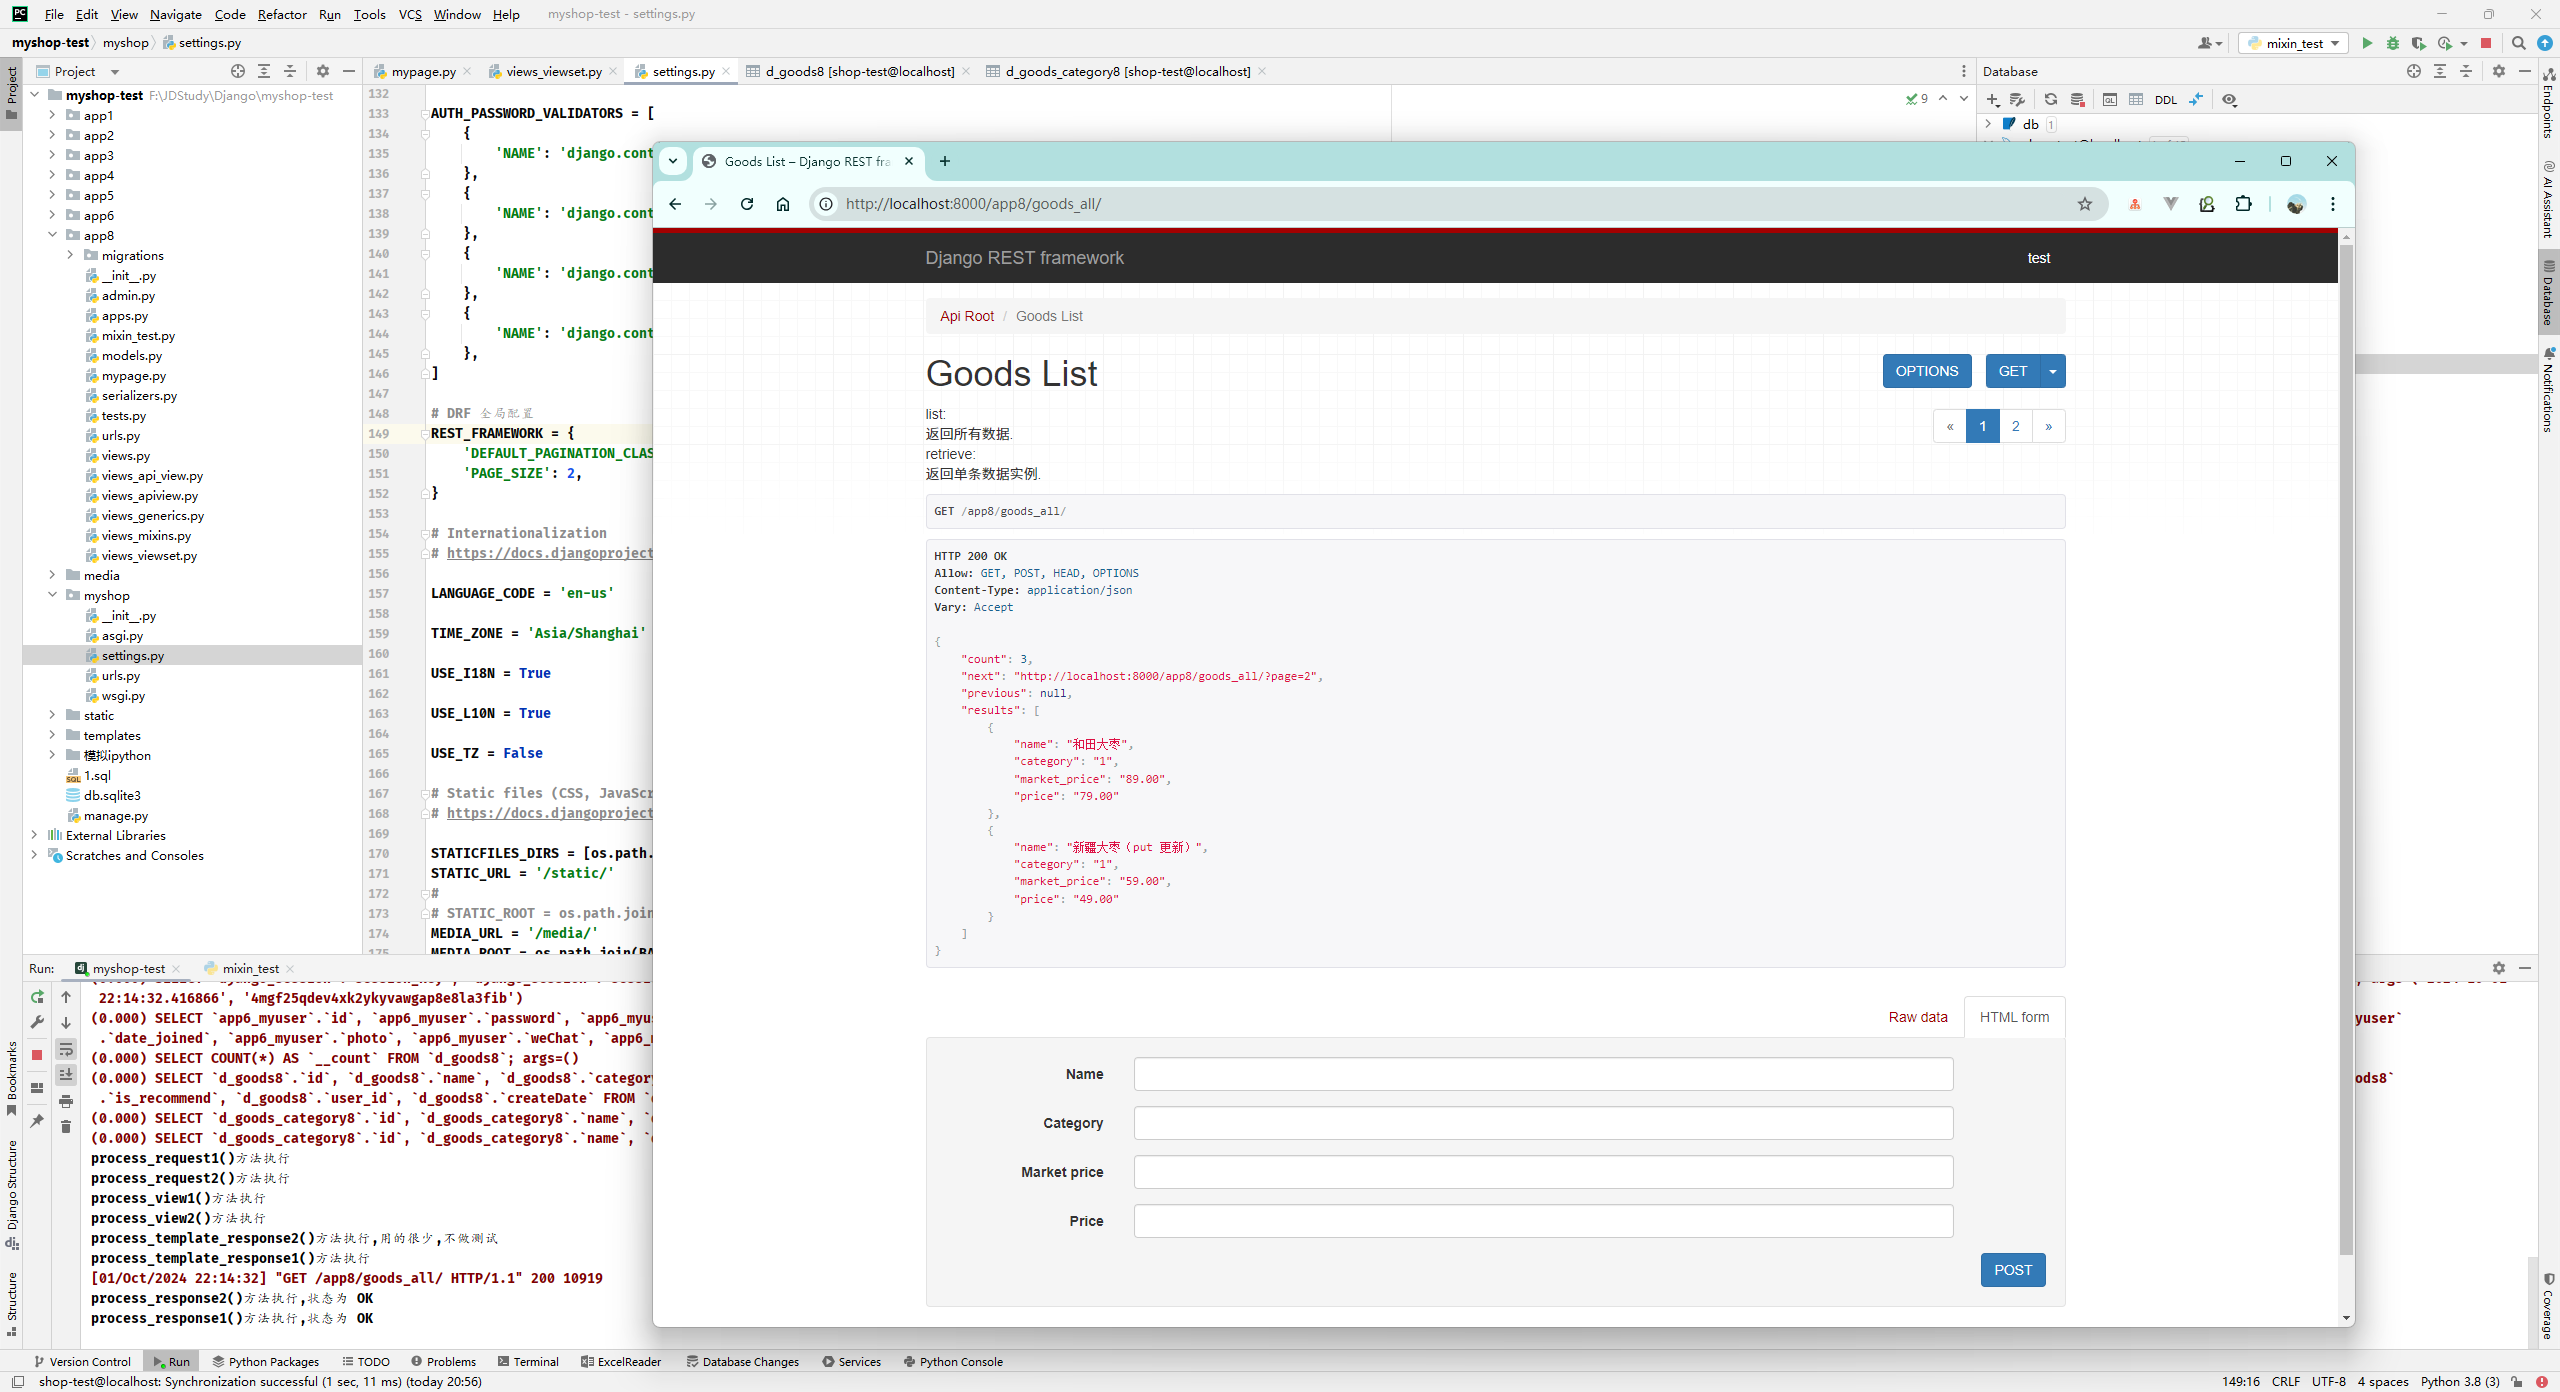 File Edit View Navigate Code Refactor Run Tools VCS Window Help myshop-test - settings.py
myshop-test myshop settings.py
mixin_test
Project
mypage.py views_viewset.py settings.py d_goods8 [shop-test@localhost] d_goods_category8 [shop-test@localhost]
Database
DDL
db 1
9
Project
myshop-test F:\JDStudy\Django\myshop-test
app1
app2
app3
app4
app5
app6
app8
migrations
__init__.py
admin.py
apps.py
mixin_test.py
models.py
mypage.py
serializers.py
tests.py
urls.py
views.py
views_api_view.py
views_apiview.py
views_generics.py
views_mixins.py
views_viewset.py
media
myshop
__init__.py
asgi.py
settings.py
urls.py
wsgi.py
static
templates
模拟ipython
1.sql
db.sqlite3
manage.py
External Libraries
Scratches and Consoles
132
133 AUTH_PASSWORD_VALIDATORS = [
134 {
135 'NAME': 'django.cont
136 },
137 {
138 'NAME': 'django.cont
139 },
140 {
141 'NAME': 'django.cont
142 },
143 {
144 'NAME': 'django.cont
145 },
146 ]
147
148 # DRF 全局配置
149 REST_FRAMEWORK = {
150 'DEFAULT_PAGINATION_CLAS
151 'PAGE_SIZE': 2,
152 }
153
154 # Internationalization
155 # https://docs.djangoproject
156
157 LANGUAGE_CODE = 'en-us'
158
159 TIME_ZONE = 'Asia/Shanghai'
160
161 USE_I18N = True
162
163 USE_L10N = True
164
165 USE_TZ = False
166
167 # Static files (CSS, JavaScr
168 # https://docs.djangoproject
169
170 STATICFILES_DIRS = [os.path.
171 STATIC_URL = '/static/'
172 #
173 # STATIC_ROOT = os.path.join
174 MEDIA_URL = '/media/'
175 MEDIA_ROOT = os.path.join(BA
Goods List – Django REST fra
http://localhost:8000/app8/goods_all/
Django REST framework test
Api Root / Goods List
Goods List
OPTIONS GET
list:
返回所有数据.
retrieve:
返回单条数据实例.
« 1 2 »
GET /app8/goods_all/
HTTP 200 OK
Allow: GET, POST, HEAD, OPTIONS
Content-Type: application/json
Vary: Accept
{
"count": 3,
"next": "http://localhost:8000/app8/goods_all/?page=2",
"previous": null,
"results": [
{
"name": "和田大枣",
"category": "1",
"market_price": "89.00",
"price": "79.00"
},
{
"name": "新疆大枣（put 更新）",
"category": "1",
"market_price": "59.00",
"price": "49.00"
}
]
}
Raw data HTML form
Name
Category
Market price
Price
POST
Run: myshop-test mixin_test
22:14:32.416866', '4mgf25qdev4xk2ykyvawgap8e8la3fib')
(0.000) SELECT `app6_myuser`.`id`, `app6_myuser`.`password`, `app6_myu
.`date_joined`, `app6_myuser`.`photo`, `app6_myuser`.`weChat`, `app6_m
(0.000) SELECT COUNT(*) AS `__count` FROM `d_goods8`; args=()
(0.000) SELECT `d_goods8`.`id`, `d_goods8`.`name`, `d_goods8`.`categor
.`is_recommend`, `d_goods8`.`user_id`, `d_goods8`.`createDate` FROM `
(0.000) SELECT `d_goods_category8`.`id`, `d_goods_category8`.`name`, `
(0.000) SELECT `d_goods_category8`.`id`, `d_goods_category8`.`name`, `
process_request1()方法执行
process_request2()方法执行
process_view1()方法执行
process_view2()方法执行
process_template_response2()方法执行,用的很少,不做测试
process_template_response1()方法执行
[01/Oct/2024 22:14:32] "GET /app8/goods_all/ HTTP/1.1" 200 10919
process_response2()方法执行,状态为 OK
process_response1()方法执行,状态为 OK
yuser`
ods8`
Bookmarks
Django Structure
Structure
Endpoints
AI Assistant
Database
Notifications
Coverage
Version Control Run Python Packages TODO Problems Terminal ExcelReader Database Changes Services Python Console
shop-test@localhost: Synchronization successful (1 sec, 11 ms) (today 20:56)
149:16 CRLF UTF-8 4 spaces Python 3.8 (3)